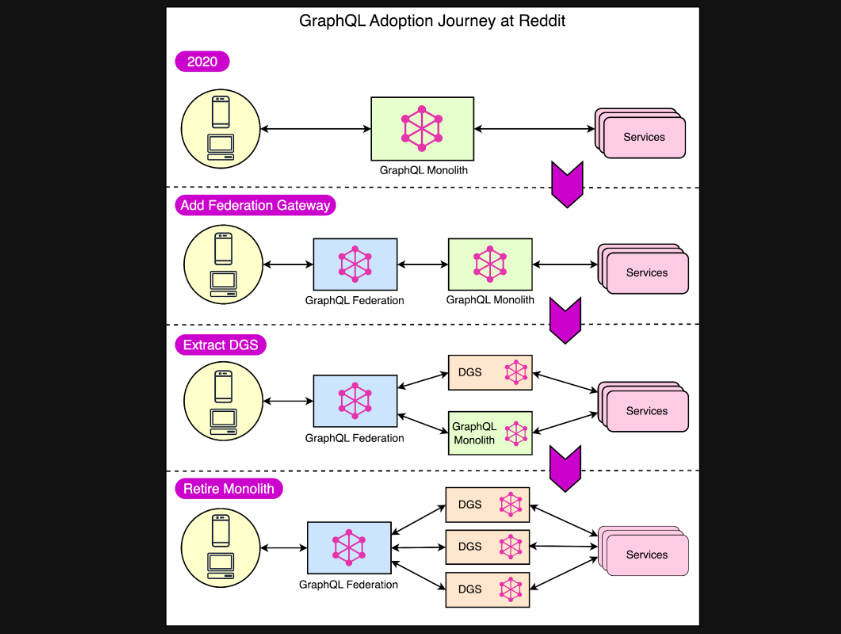 GraphQL Adoption Journey at Reddit
2020
GraphQL Monolith
Services
Add Federation Gateway
GraphQL Federation
GraphQL Monolith
Services
Extract DGS
GraphQL Federation
DGS
GraphQL
Monolith
Services
Retire Monolith
GraphQL Federation
DGS
DGS
DGS
Services